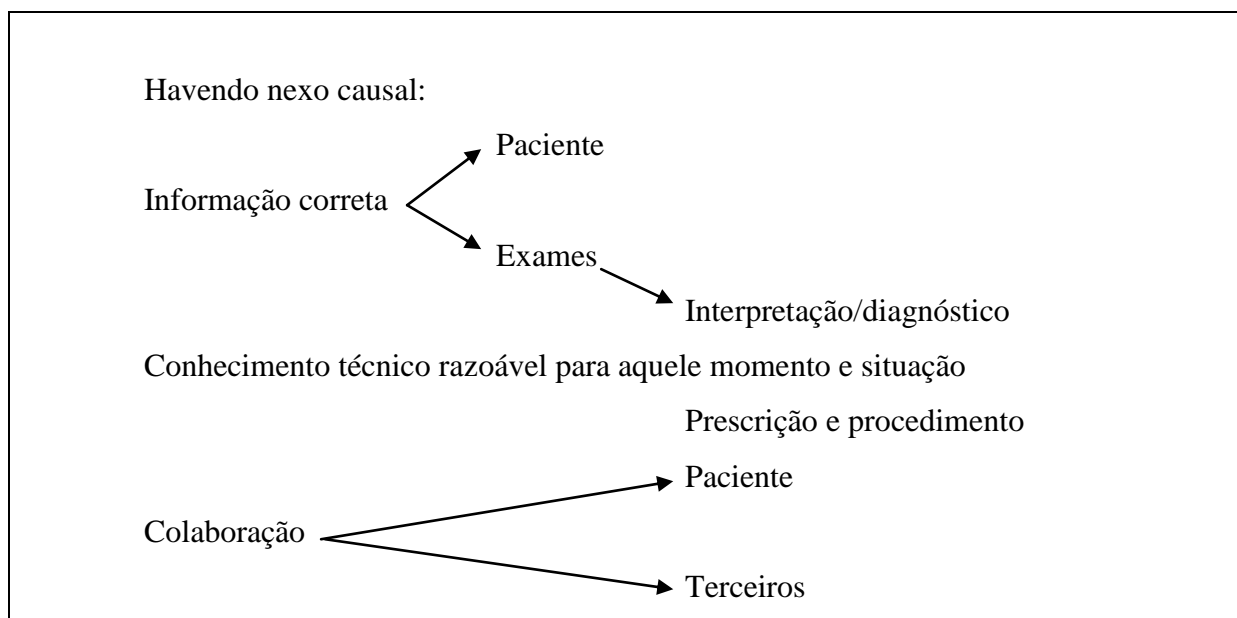 Havendo nexo causal:
Paciente
Informação correta
Exames
Interpretação/diagnóstico
Conhecimento técnico razoável para aquele momento e situação
Prescrição e procedimento
Paciente
Colaboração
Terceiros